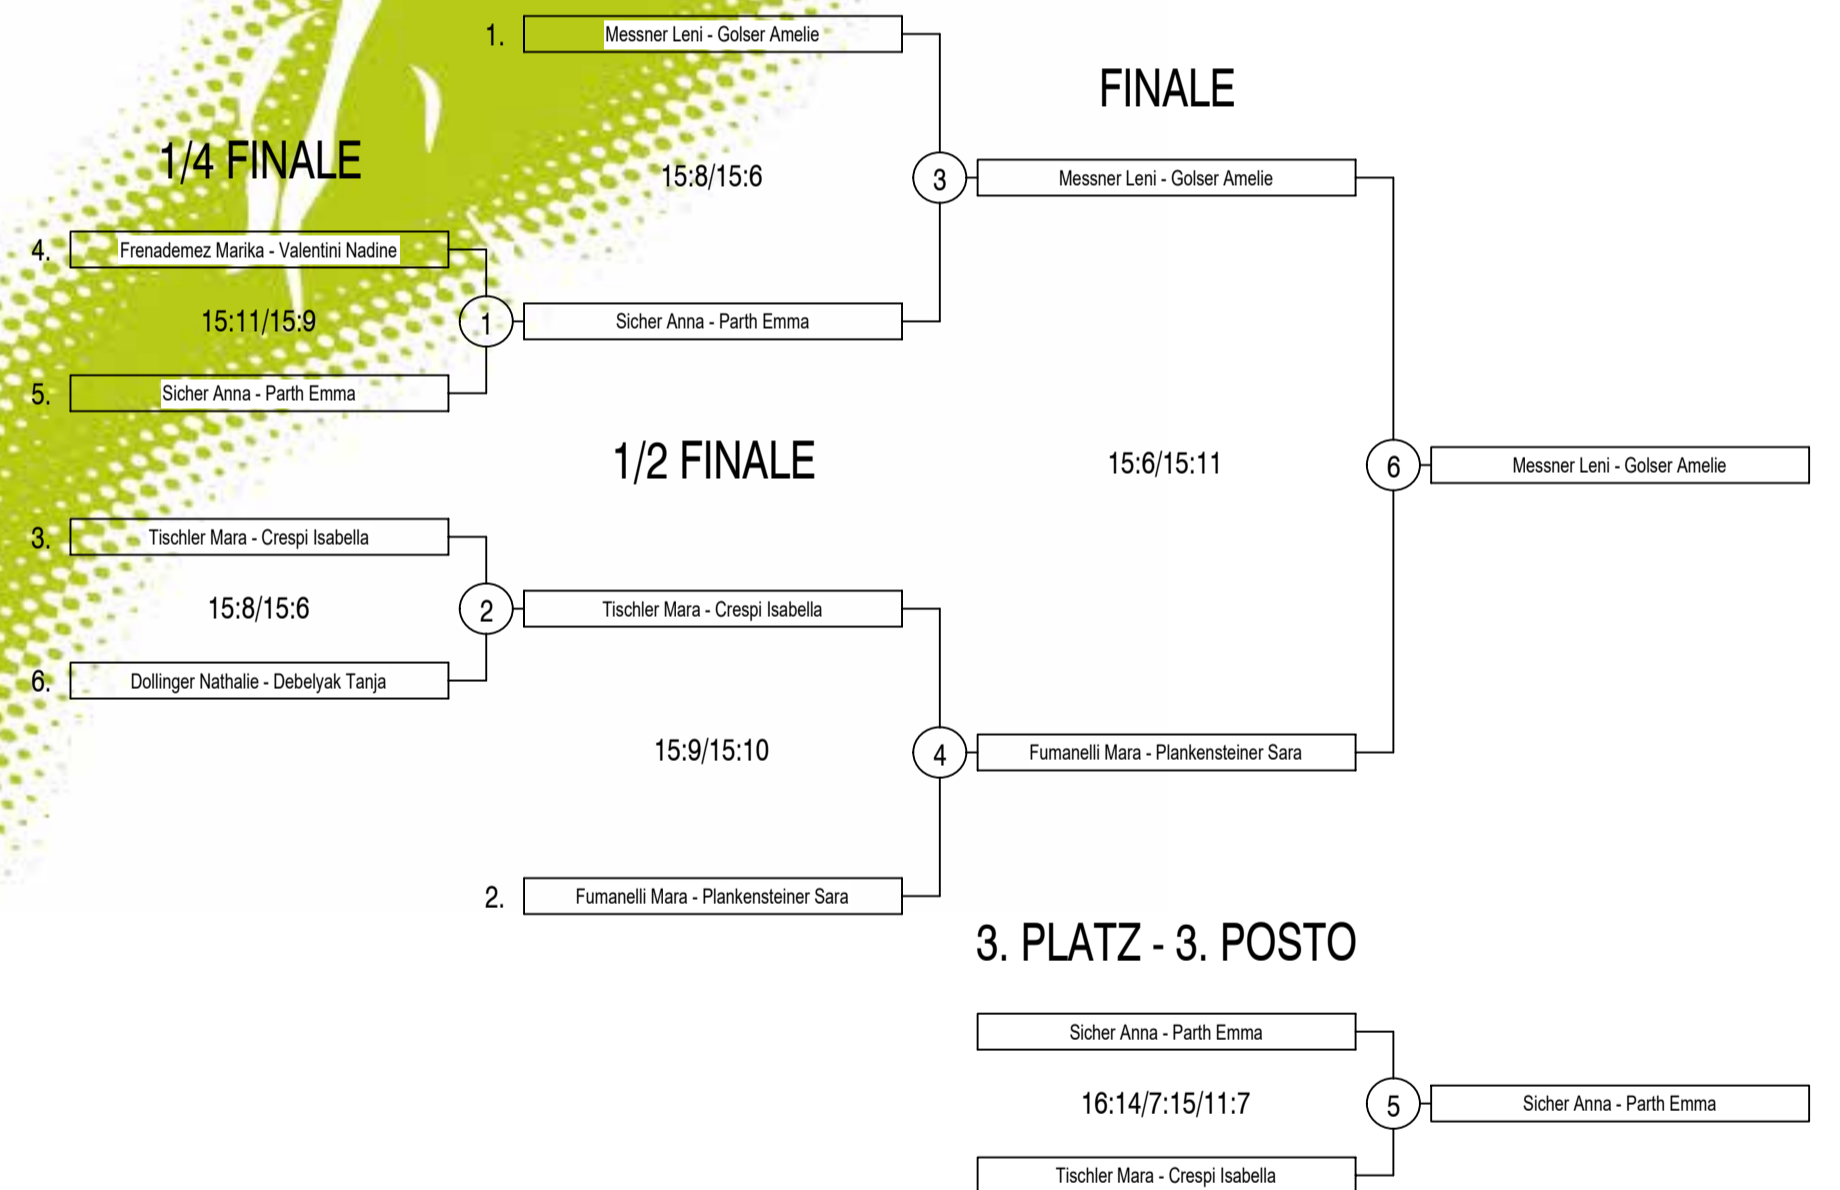 1. Messner Leni - Golser Amelie
FINALE
1/4 FINALE
15:8/15:6
3 Messner Leni - Golser Amelie
4. Frenademez Marika - Valentini Nadine
15:11/15:9
1 Sicher Anna - Parth Emma
5. Sicher Anna - Parth Emma
1/2 FINALE
15:6/15:11
6 Messner Leni - Golser Amelie
3. Tischler Mara - Crespi Isabella
15:8/15:6
2 Tischler Mara - Crespi Isabella
6. Dollinger Nathalie - Debelyak Tanja
15:9/15:10
4 Fumanelli Mara - Plankensteiner Sara
2. Fumanelli Mara - Plankensteiner Sara
3. PLATZ - 3. POSTO
Sicher Anna - Parth Emma
16:14/7:15/11:7
5 Sicher Anna - Parth Emma
Tischler Mara - Crespi Isabella